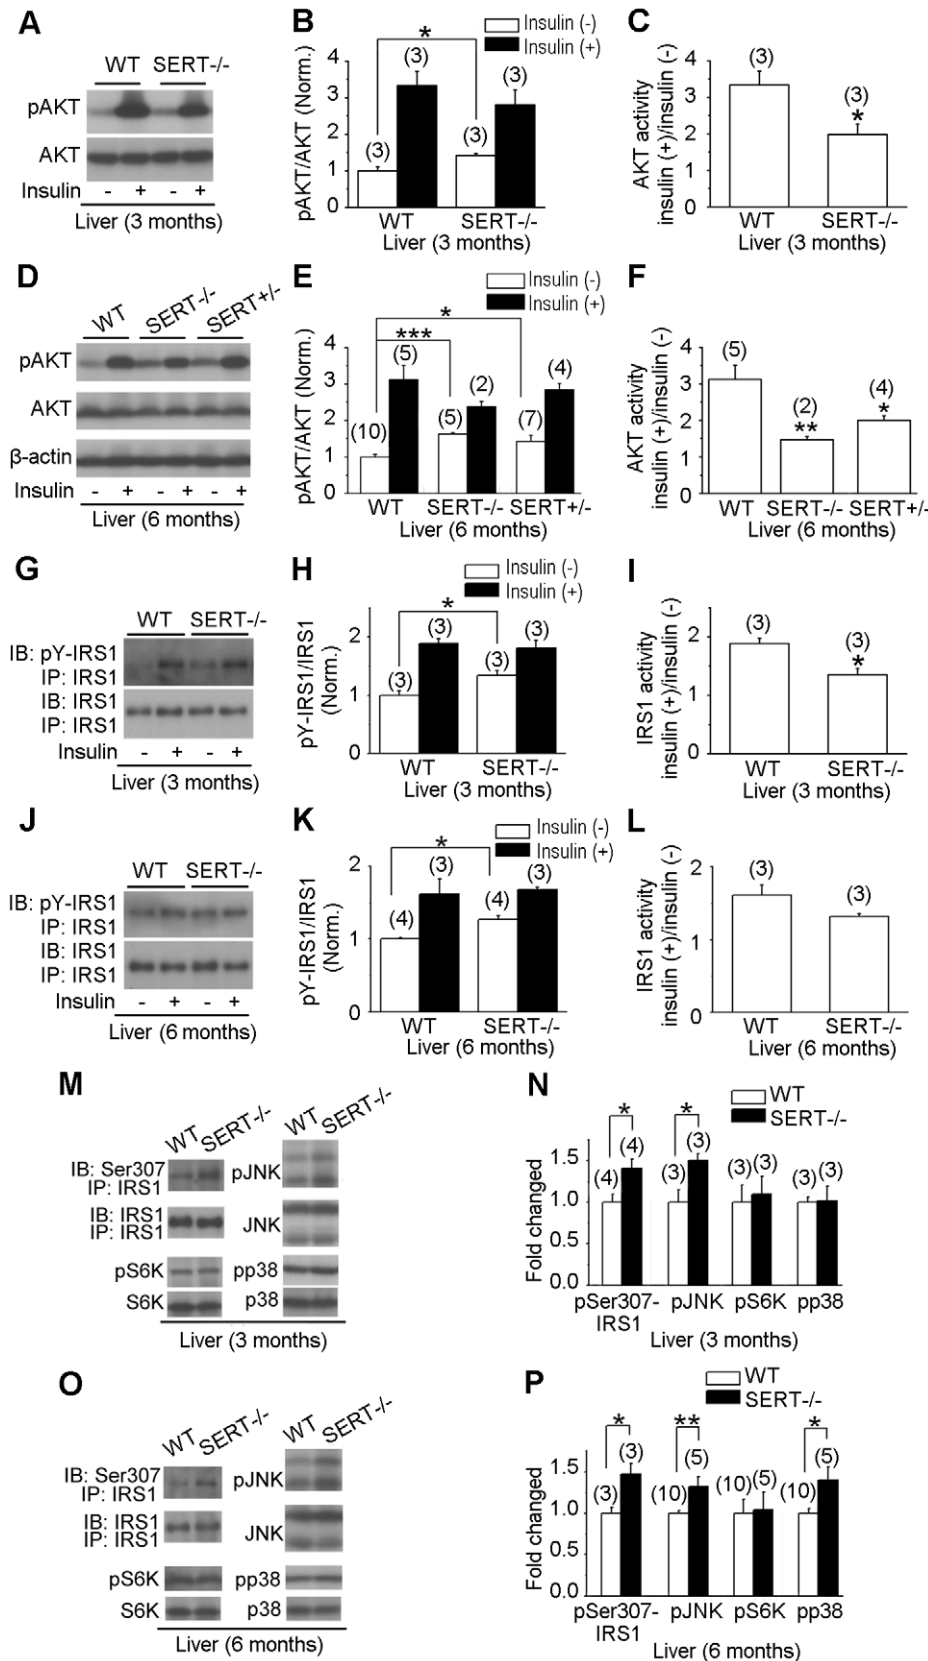 A
WT SERT-/-
pAKT
AKT
Insulin - + - +
Liver (3 months)
B
Insulin (-)
Insulin (+)
pAKT/AKT (Norm.)
4
3
2
1
0
*
(3) (3) (3) (3)
WT SERT-/-
Liver (3 months)
C
AKT activity
insulin (+)/insulin (-)
4
3
2
1
0
(3) (3)
*
WT SERT-/-
Liver (3 months)
D
WT SERT-/- SERT+/-
pAKT
AKT
β-actin
Insulin - + - + - +
Liver (6 months)
E
Insulin (-)
Insulin (+)
pAKT/AKT (Norm.)
4
3
2
1
0
*
***
(10) (5) (5) (2) (7) (4)
WT SERT-/- SERT+/-
Liver (6 months)
F
AKT activity
insulin (+)/insulin (-)
4
3
2
1
0
(5) (2) (4)
** *
WT SERT-/- SERT+/-
Liver (6 months)
G
WT SERT-/-
IB: pY-IRS1
IP: IRS1
IB: IRS1
IP: IRS1
Insulin - + - +
Liver (3 months)
H
Insulin (-)
Insulin (+)
pY-IRS1/IRS1
(Norm.)
2
1
0
*
(3) (3) (3) (3)
WT SERT-/-
Liver (3 months)
I
IRS1 activity
insulin (+)/insulin (-)
2
1
0
(3) (3)
*
WT SERT-/-
Liver (3 months)
J
WT SERT-/-
IB: pY-IRS1
IP: IRS1
IB: IRS1
IP: IRS1
Insulin - + - +
Liver (6 months)
K
Insulin (-)
Insulin (+)
pY-IRS1/IRS1
(Norm.)
2
1
0
*
(4) (3) (4) (3)
WT SERT-/-
Liver (6 months)
L
IRS1 activity
insulin (+)/insulin (-)
2
1
0
(3) (3)
WT SERT-/-
Liver (6 months)
M
WT SERT-/- WT SERT-/-
IB: Ser307
IP: IRS1
pJNK
IB: IRS1
IP: IRS1
JNK
pS6K pp38
S6K p38
Liver (3 months)
N
WT
SERT-/-
Fold changed
1.5
1.0
0.5
0.0
* *
(4) (4) (3) (3) (3) (3) (3) (3)
pSer307-
IRS1
pJNK pS6K pp38
Liver (3 months)
O
WT SERT-/- WT SERT-/-
IB: Ser307
IP: IRS1
pJNK
IB: IRS1
IP: IRS1
JNK
pS6K pp38
S6K p38
Liver (6 months)
P
WT
SERT-/-
Fold changed
1.5
1.0
0.5
0.0
* ** *
(3) (3) (10) (5) (10) (5) (10) (5)
pSer307-
IRS1
pJNK pS6K pp38
Liver (6 months)